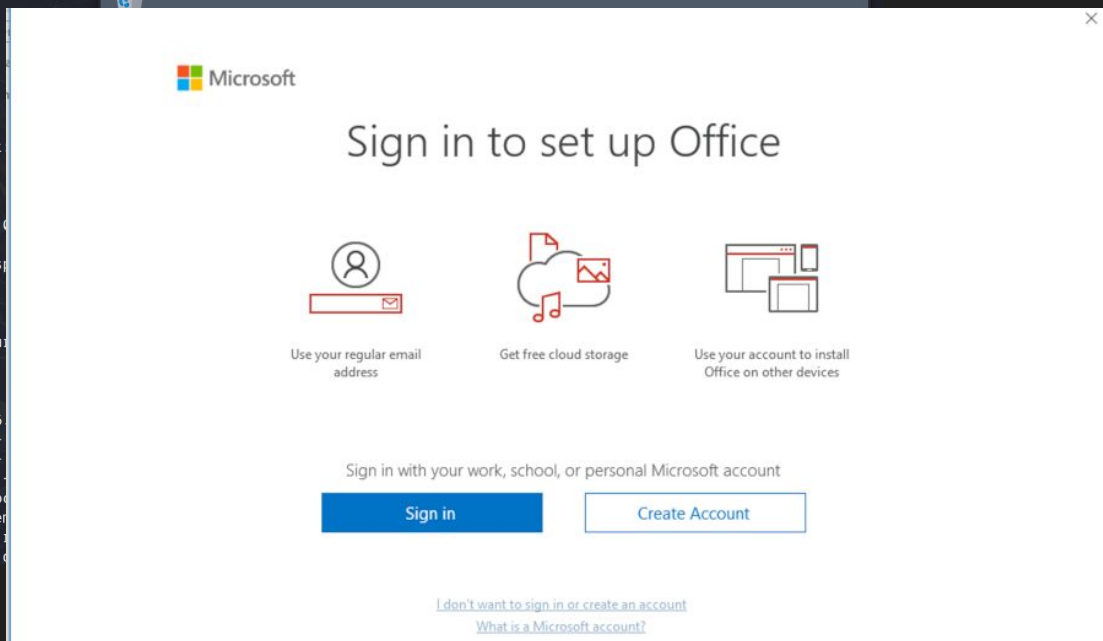 Microsoft
Sign in to set up Office
Use your regular email
address
Get free cloud storage
Use your account to install
Office on other devices
Sign in with your work, school, or personal Microsoft account
Sign in
Create Account
I don't want to sign in or create an account
What is a Microsoft account?